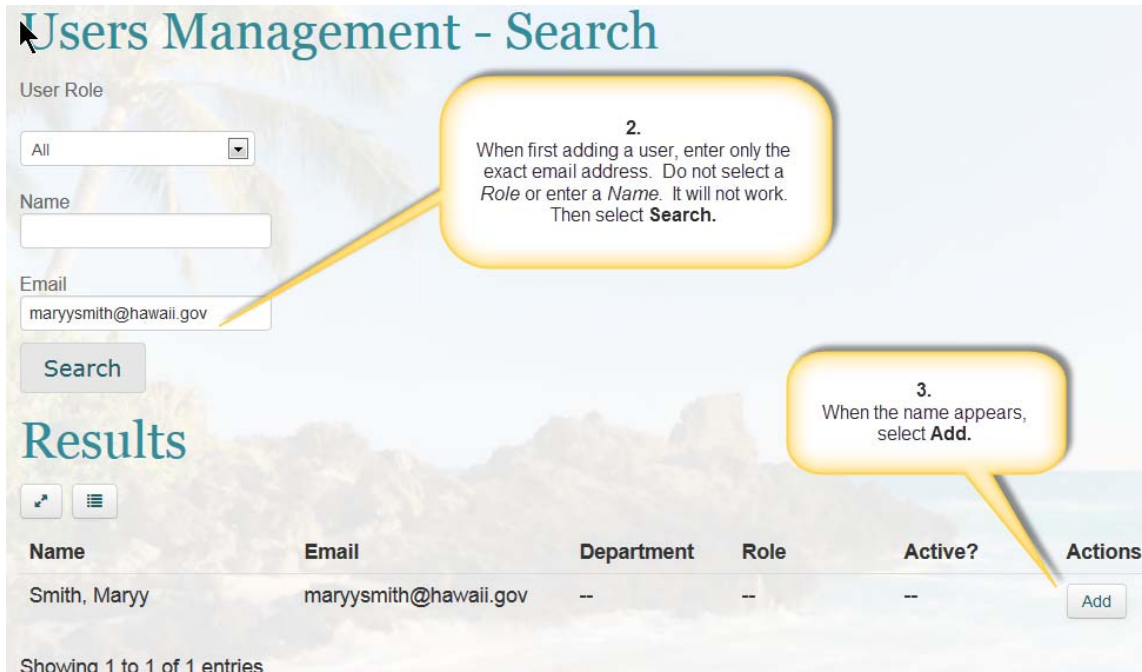 Users Management - Search
User Role
All
Name
Email
maryysmith@hawaii.gov
Search
2.
When first adding a user, enter only the
exact email address. Do not select a
Role or enter a Name. It will not work.
Then select Search.
3.
When the name appears,
select Add.
Results
Name Email Department Role Active? Actions
Smith, Maryy maryysmith@hawaii.gov -- -- -- Add
Showing 1 to 1 of 1 entries